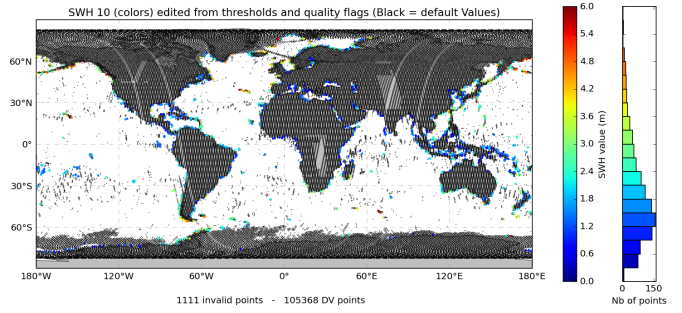 SWH 10 (colors) edited from thresholds and quality flags (Black = default Values)
60°N
30°N
0°
30°S
60°S
180°W
120°W
60°W
0°
60°E
120°E
180°E
6.0
5.4
4.8
4.2
3.6
3.0
2.4
1.8
1.2
0.6
0.0
SWH value (m)
0
150
Nb of points
1111 invalid points - 105368 DV points